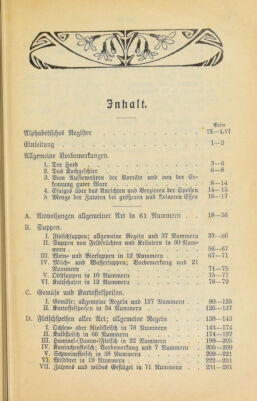 Inhalt.
Seite
Alphabetisches Register IX—LVI
Einleitung 1—2
Allgemeine Vorbemerkungen.
1. Der Herd 3—6
2. Das Kochgeschirr 6—8
3. Vom Aufbewahren der Vorräte und von der Er-
kennung guter Ware 8—14
4. Einiges über das Anrichten und Verzieren der Speisen 14—15
5. Menge der Zutaten bei größeren und kleineren Essen 16—17
A. Anweisungen allgemeiner Art in 61 Nummern 18—36
B. Suppen.
I. Fleischsuppen; allgemeine Regeln und 37 Nummern 37—56
II. Suppen von Feldfrüchten und Kräutern in 30 Num-
mern 56—67
III. Wein- und Biersuppen in 12 Nummern 67—71
IV. Milch- und Wassersuppen; Vorbemerkung und 21
Nummern 71—75
V. Obstsuppen in 10 Nummern 75—77
VI. Kaltschalen in 12 Nummern 78—79
C. Gemüse und Kartoffelspeisen.
I. Gemüse; allgemeine Regeln und 127 Nummern 80—125
II. Kartoffelspeisen in 34 Nummern 126—137
D. Fleischspeisen aller Art; allgemeine Regeln 138—143
I. Ochsen- oder Rindfleisch in 78 Nummern 143—174
II. Kalbfleisch in 66 Nummern 174—197
III. Hammel-(Lamm-)Fleisch in 22 Nummern 198—205
IV. Kaninchenfleisch; Vorbemerkung und 7 Nummern 205—209
V. Schweinefleisch in 38 Nummern 209—221
VI. Wildbret in 19 Nummern 222—231
VII. Zahmes und wildes Geflügel in 71 Nummern 231—261